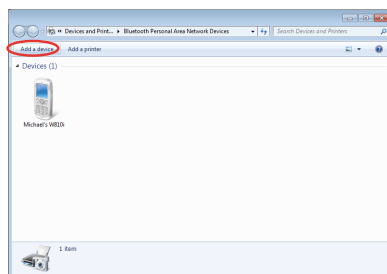 « Devices and Print... ▸ Bluetooth Personal Area Network Devices
Search Devices and Printers
Add a device Add a printer
Devices (1)
Michael's W810i
1 item